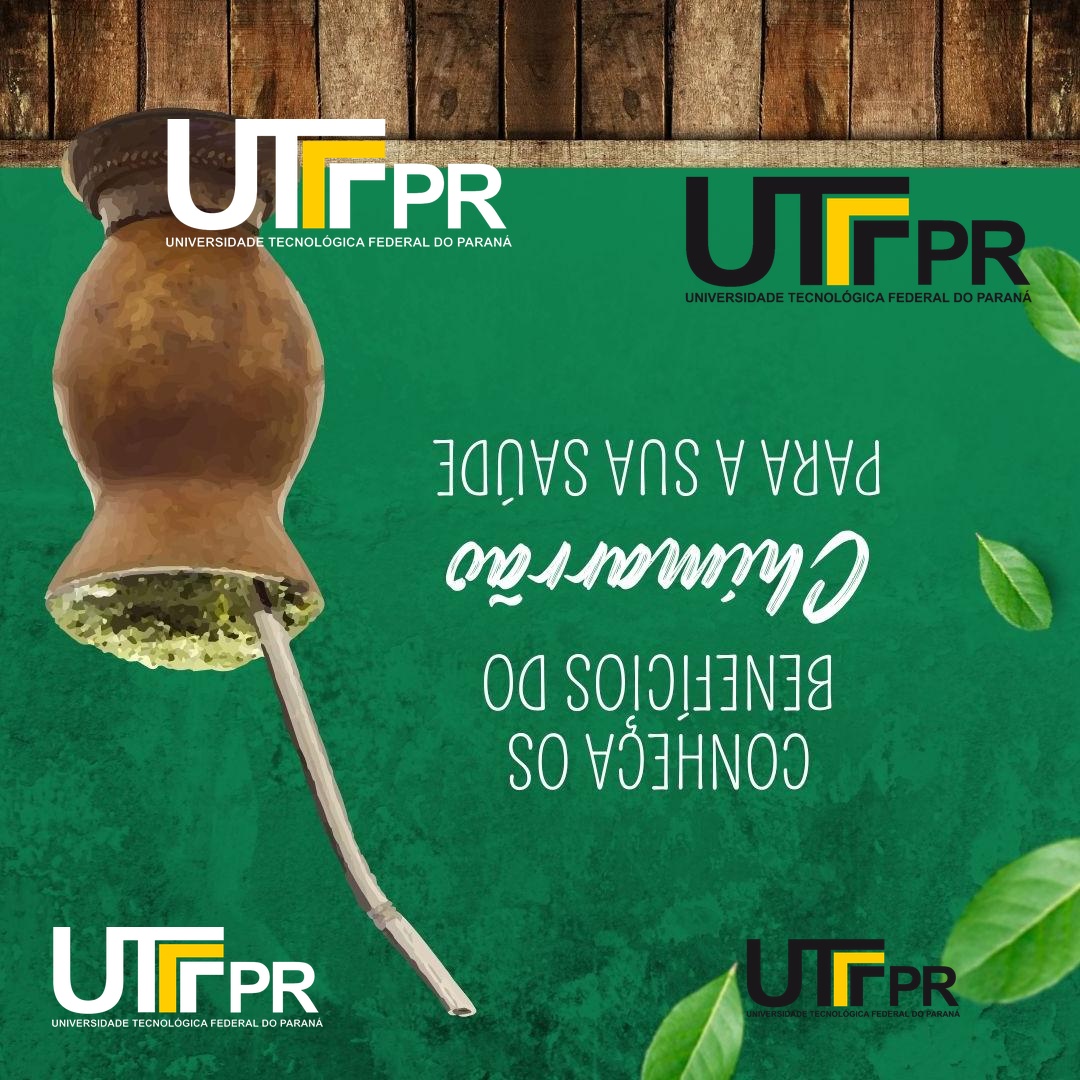 UTFPR
UNIVERSIDADE TECNOLÓGICA FEDERAL DO PARANÁ
UTFPR
UNIVERSIDADE TECNOLÓGICA FEDERAL DO PARANÁ
CONHEÇA OS
BENEFÍCIOS DO
Chimarrão
PARA A SUA SAÚDE
UTFPR
UNIVERSIDADE TECNOLÓGICA FEDERAL DO PARANÁ
UTFPR
UNIVERSIDADE TECNOLÓGICA FEDERAL DO PARANÁ